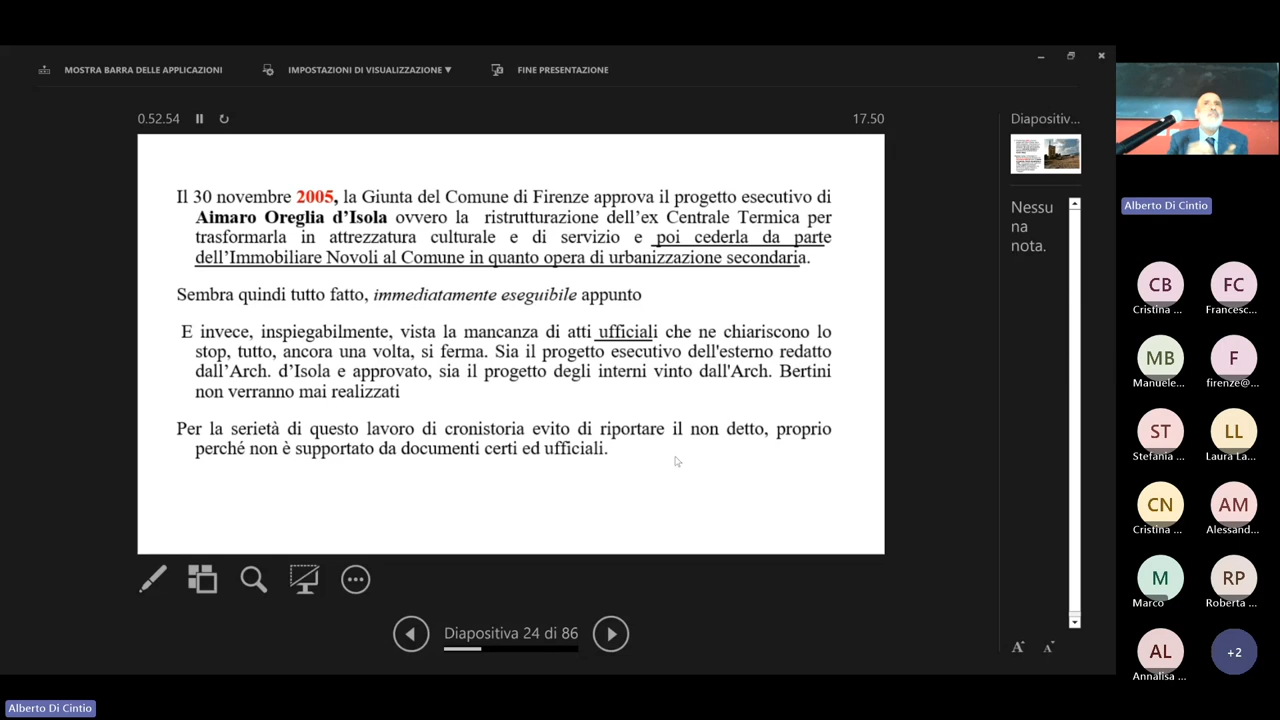 MOSTRA BARRA DELLE APPLICAZIONI
IMPOSTAZIONI DI VISUALIZZAZIONE ▼
FINE PRESENTAZIONE
0.52.54
17.50
Il 30 novembre 2005, la Giunta del Comune di Firenze approva il progetto esecutivo di
Aimaro Oreglia d’Isola ovvero la ristrutturazione dell’ex Centrale Termica per
trasformarla in attrezzatura culturale e di servizio e poi cederla da parte
dell’Immobiliare Novoli al Comune in quanto opera di urbanizzazione secondaria.
Sembra quindi tutto fatto, immediatamente eseguibile appunto
E invece, inspiegabilmente, vista la mancanza di atti ufficiali che ne chiariscono lo
stop, tutto, ancora una volta, si ferma. Sia il progetto esecutivo dell'esterno redatto
dall’Arch. d’Isola e approvato, sia il progetto degli interni vinto dall'Arch. Bertini
non verranno mai realizzati
Per la serietà di questo lavoro di cronistoria evito di riportare il non detto, proprio
perché non è supportato da documenti certi ed ufficiali.
Diapositiva 24 di 86
Diapositiv...
Nessu
na
nota.
A A
Alberto Di Cintio
CB
FC
Cristina ...
Francesc...
MB
F
Manuele...
firenze@...
ST
LL
Stefania ...
Laura La...
CN
AM
Cristina ...
Alessand...
M
RP
Marco
Roberta ...
AL
+2
Annalisa ...
Alberto Di Cintio